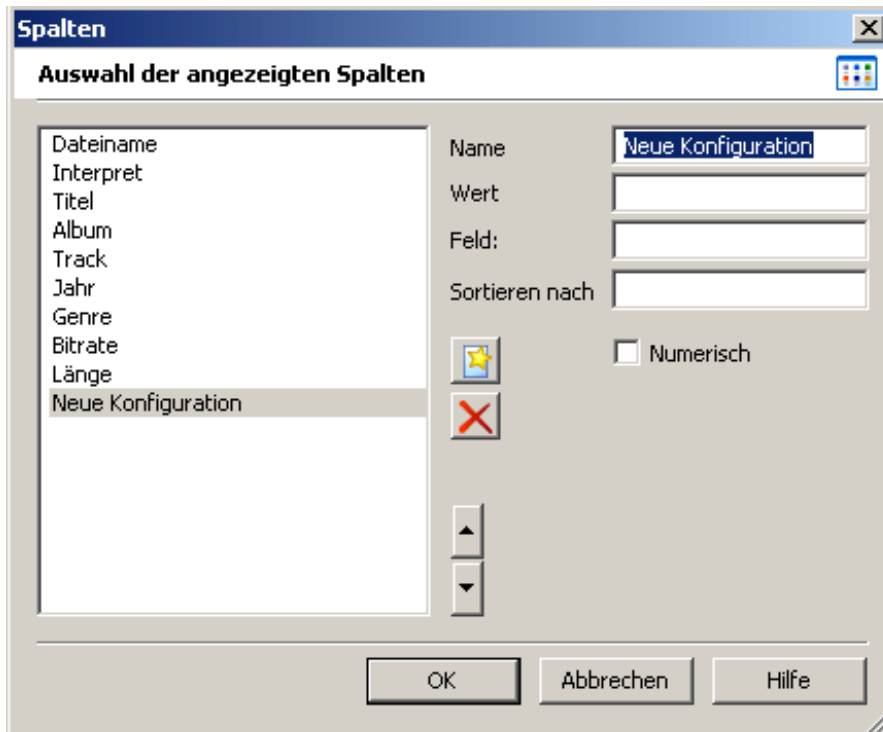 Spalten
Auswahl der angezeigten Spalten
Dateiname
Interpret
Titel
Album
Track
Jahr
Genre
Bitrate
Länge
Neue Konfiguration
Name
Neue Konfiguration
Wert
Feld:
Sortieren nach
Numerisch
OK
Abbrechen
Hilfe